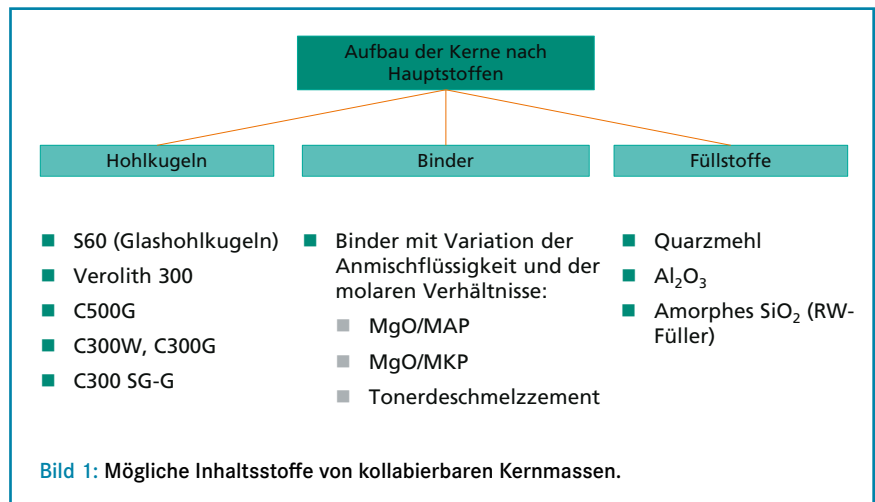 Aufbau der Kerne nach
Hauptstoffen
Hohlkugeln
Binder
Füllstoffe
S60 (Glashohlkugeln)
Verolith 300
C500G
C300W, C300G
C300 SG-G
Binder mit Variation der
Anmischflüssigkeit und der
molaren Verhältnisse:
MgO/MAP
MgO/MKP
Tonerdeschmelzzement
Quarzmehl
Al₂O₃
Amorphes SiO₂ (RW-
Füller)
Bild 1: Mögliche Inhaltsstoffe von kollabierbaren Kernmassen.